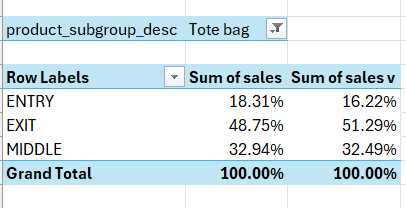 product_subgroup_desc Tote bag
Row Labels Sum of sales Sum of sales v
ENTRY 18.31% 16.22%
EXIT 48.75% 51.29%
MIDDLE 32.94% 32.49%
Grand Total 100.00% 100.00%